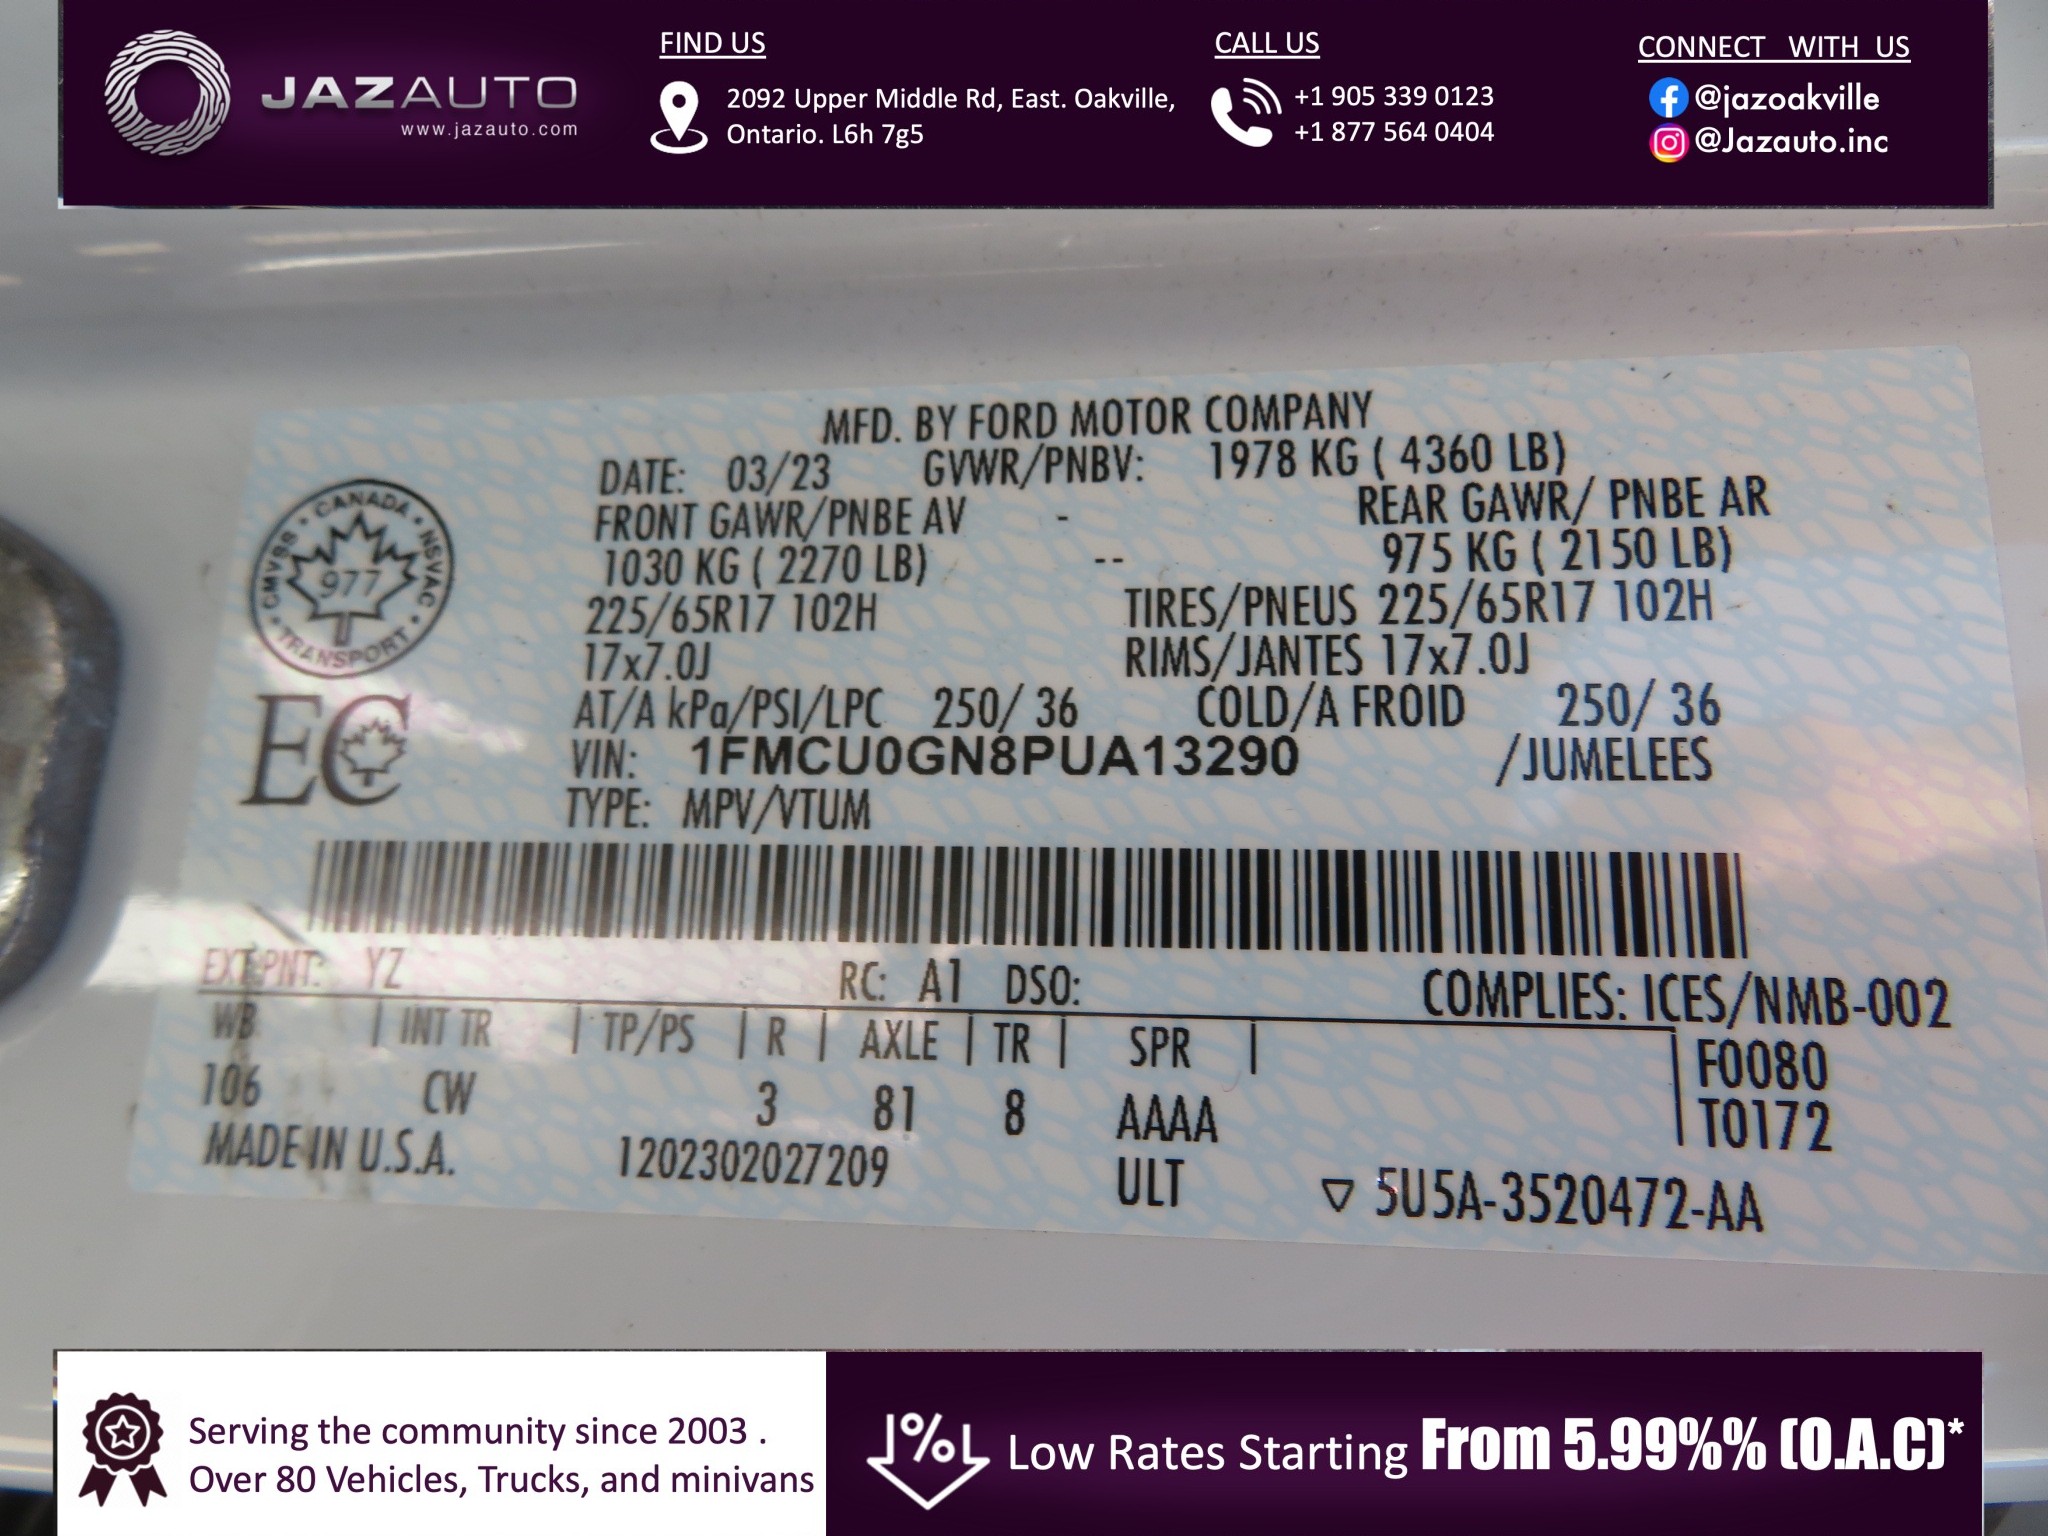 JAZAUTO
www.jazauto.com
FIND US
2092 Upper Middle Rd, East. Oakville,
Ontario. L6h 7g5
CALL US
+1 905 339 0123
+1 877 564 0404
CONNECT WITH US
@jazoakville
@Jazauto.inc
MFD. BY FORD MOTOR COMPANY
DATE: 03/23 GVWR/PNBV: 1978 KG ( 4360 LB)
FRONT GAWR/PNBE AV - REAR GAWR/ PNBE AR
1030 KG ( 2270 LB) -- 975 KG ( 2150 LB)
225/65R17 102H TIRES/PNEUS 225/65R17 102H
17x7.0J RIMS/JANTES 17x7.0J
AT/A kPa/PSI/LPC 250/ 36 COLD/A FROID 250/ 36
VIN: 1FMCU0GN8PUA13290 /JUMELEES
TYPE: MPV/VTUM
CANADA
CMVSS NSVAC
977
TRANSPORT
EC
EXT PNT: YZ RC: A1 DSO: COMPLIES: ICES/NMB-002
WB | INT TR | TP/PS | R | AXLE | TR | SPR | F0080
106 CW 3 81 8 AAAA T0172
MADE IN U.S.A. 1202302027209 ULT ▽ 5U5A-3520472-AA
Serving the community since 2003 .
Over 80 Vehicles, Trucks, and minivans
% Low Rates Starting From 5.99%% (O.A.C)*